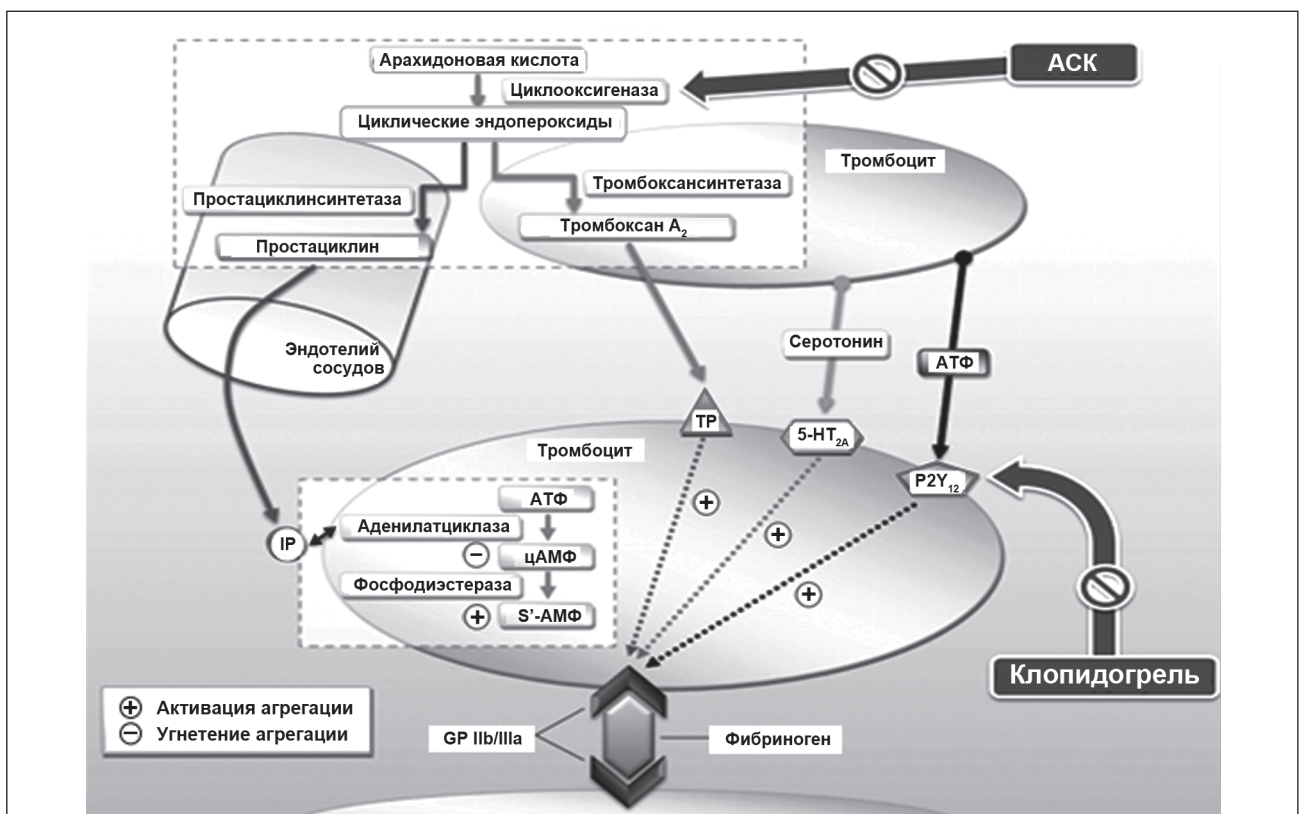 Арахидоновая кислота
АСК
Циклооксигеназа
Циклические эндопероксиды
Тромбоцит
Простациклинсинтетаза
Тромбоксансинтетаза
Тромбоксан А₂
Простациклин
Эндотелий
сосудов
Серотонин
АТФ
TP
5-HT₂A
Тромбоцит
P2Y₁₂
АТФ
Аденилатциклаза
IP
цАМФ
Фосфодиэстераза
S’-АМФ
Клопидогрель
Активация агрегации
Угнетение агрегации
GP IIb/IIIa
Фибриноген